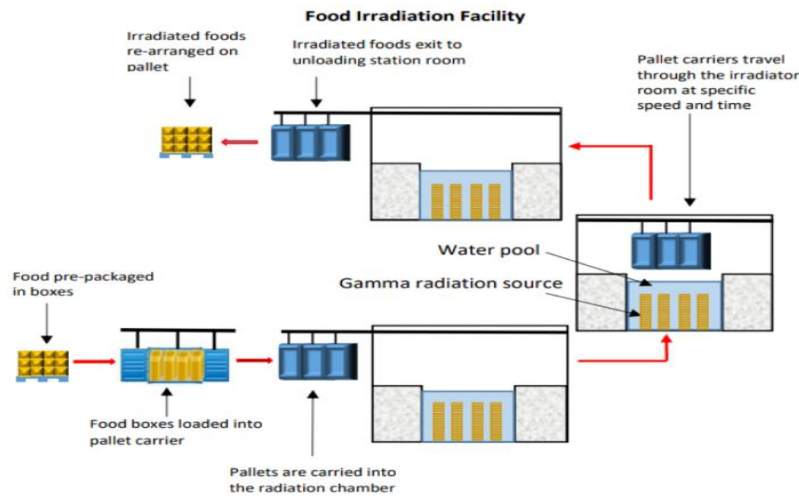 Food Irradiation Facility
Irradiated foods
re-arranged on
pallet
Irradiated foods exit to
unloading station room
Pallet carriers travel
through the irradiator
room at specific
speed and time
Water pool
Gamma radiation source
Food pre-packaged
in boxes
Food boxes loaded into
pallet carrier
Pallets are carried into
the radiation chamber